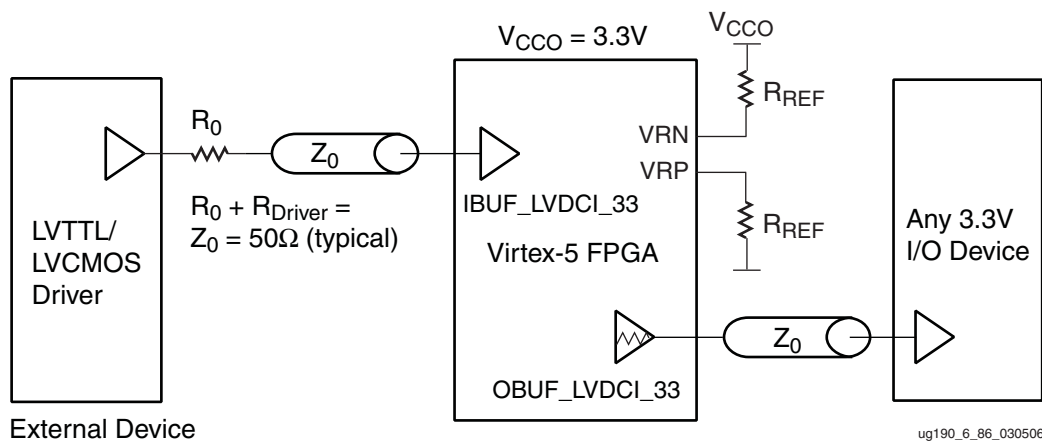 V_CCO = 3.3V
V_CCO
R_REF
R_0
Z_0
VRN
VRP
R_REF
IBUF_LVDCI_33
R_0 + R_Driver =
Z_0 = 50Ω (typical)
LVTTL/
LVCMOS
Driver
Virtex-5 FPGA
Any 3.3V
I/O Device
Z_0
OBUF_LVDCI_33
External Device
ug190_6_86_030506